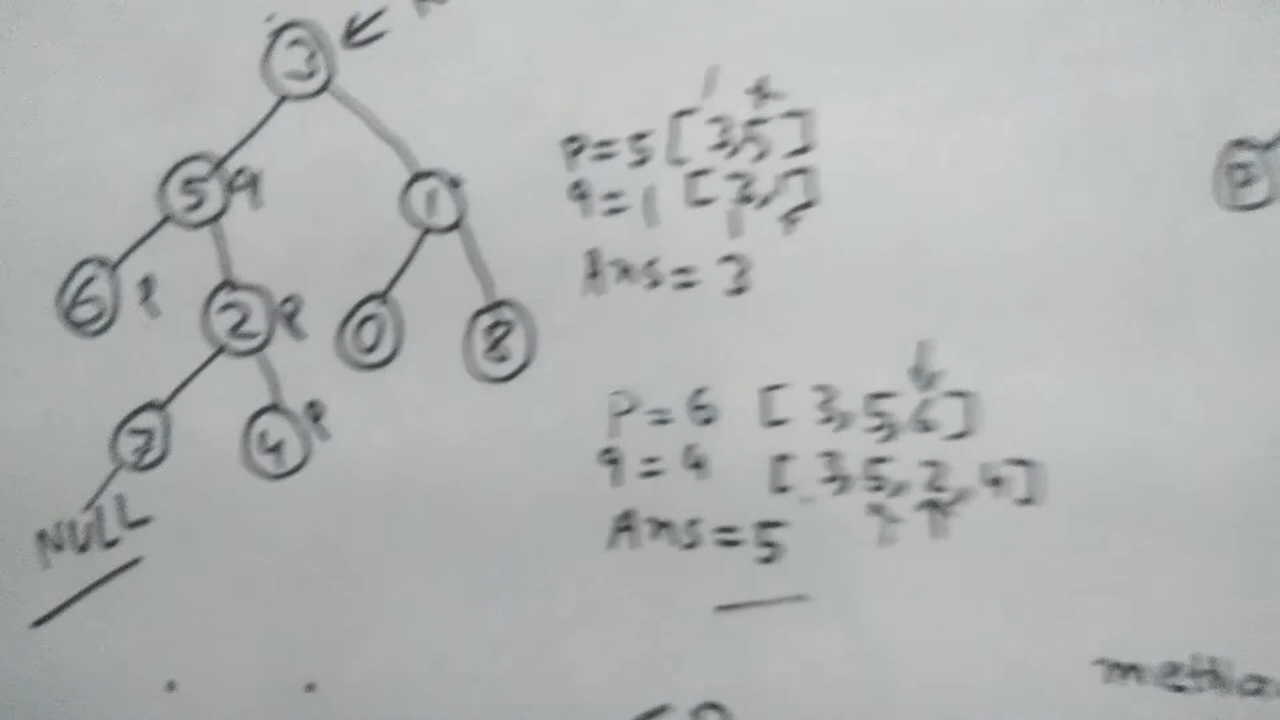 3
5 q
1
6 P
2 P
0
8
7
4 P
NULL
P=5 [3,5]
q=1 [3,1]
Ans=3
P=6 [3,5,6]
q=4 [3,5,2,4]
Ans=5